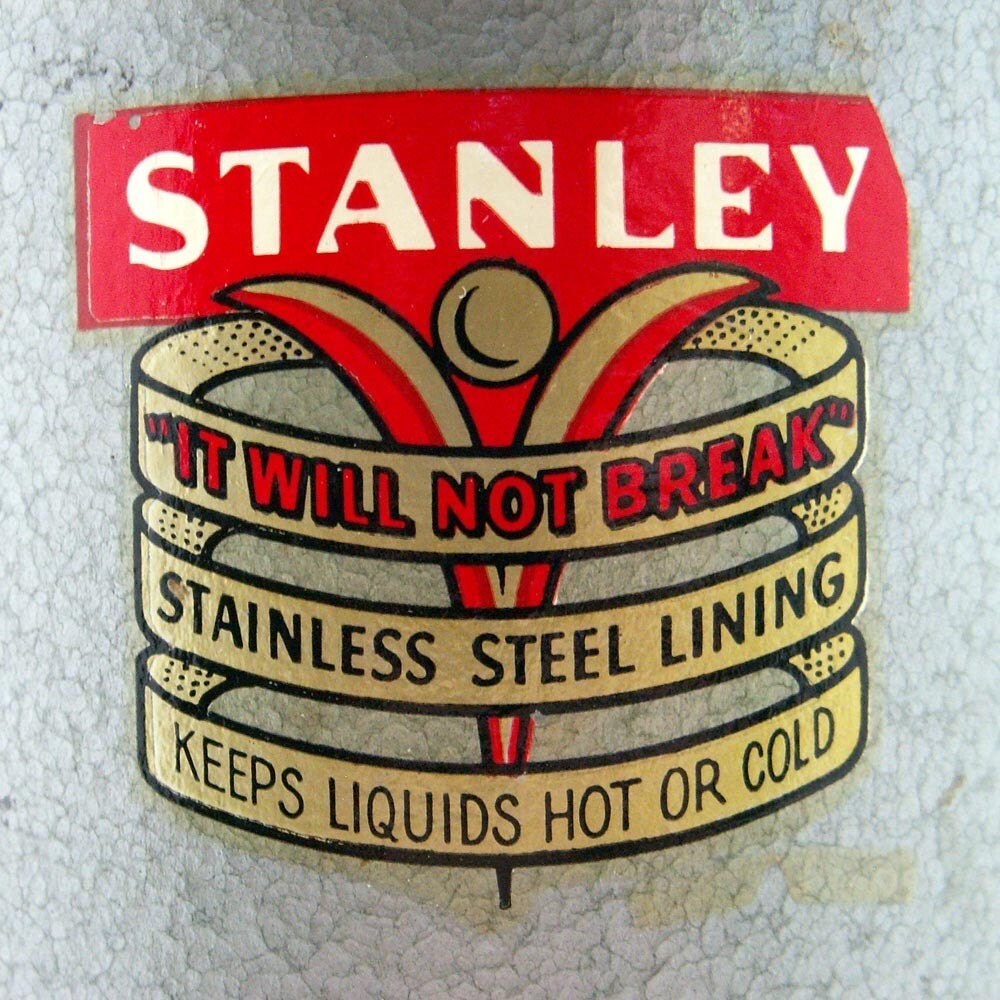 STANLEY
"IT WILL NOT BREAK"
STAINLESS STEEL LINING
KEEPS LIQUIDS HOT OR COLD